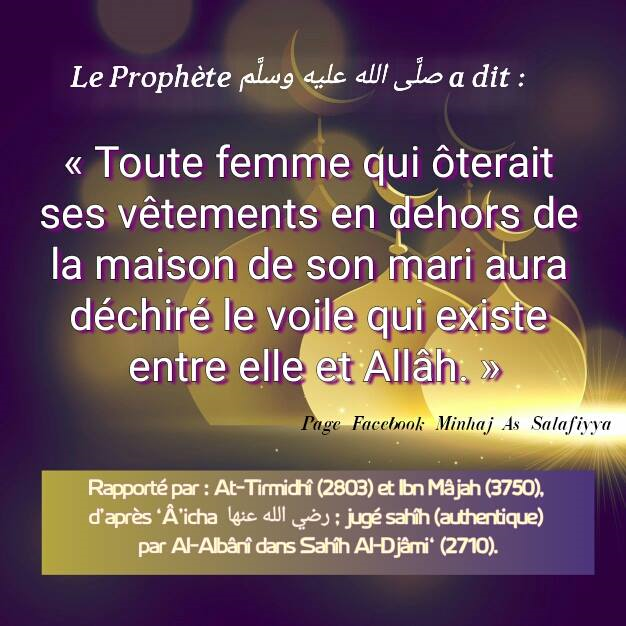 Le Prophète صلَّى الله عليه وسلَّم a dit :
« Toute femme qui ôterait
ses vêtements en dehors de
la maison de son mari aura
déchiré le voile qui existe
entre elle et Allâh. »
Page Facebook Minhaj As Salafiyya
Rapporté par : At-Tirmidhî (2803) et Ibn Mâjah (3750),
d'après ‘Â'icha رضي الله عنها ; jugé sahîh (authentique)
par Al-Albânî dans Sahîh Al-Djâmi‘ (2710).